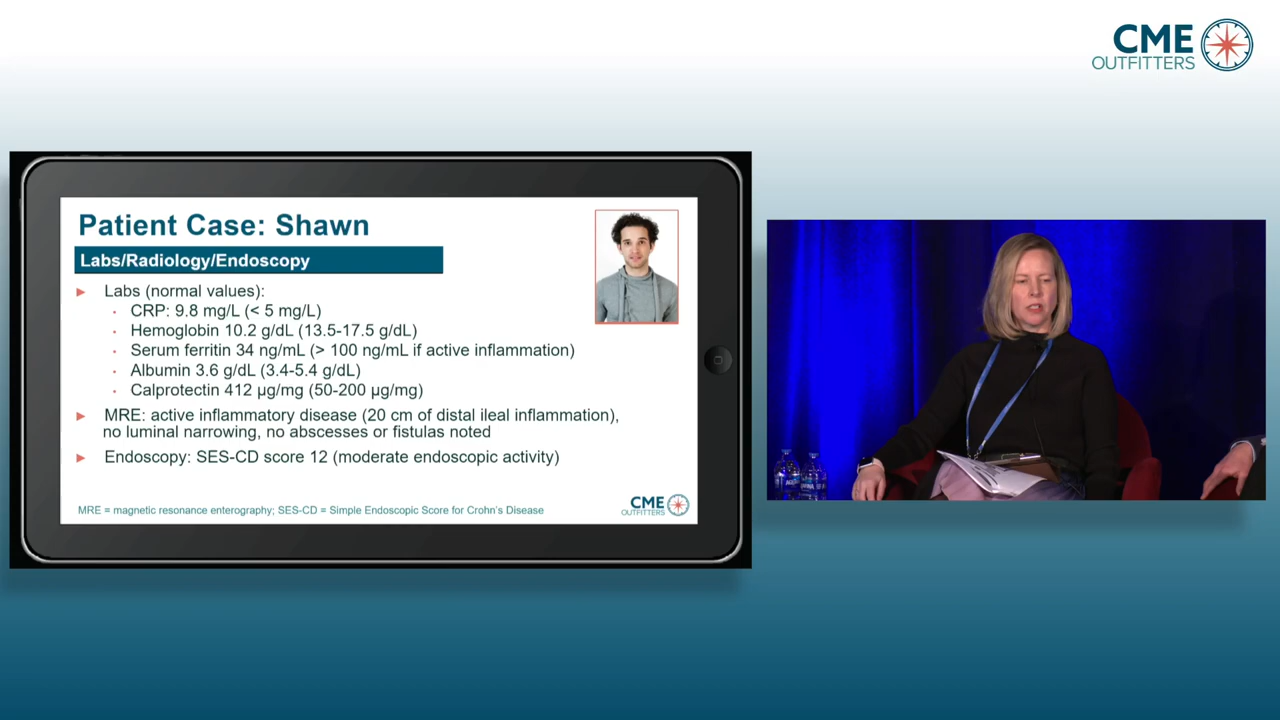 CME
OUTFITTERS
Patient Case: Shawn
Labs/Radiology/Endoscopy
Labs (normal values):
CRP: 9.8 mg/L (< 5 mg/L)
Hemoglobin 10.2 g/dL (13.5-17.5 g/dL)
Serum ferritin 34 ng/mL (> 100 ng/mL if active inflammation)
Albumin 3.6 g/dL (3.4-5.4 g/dL)
Calprotectin 412 µg/mg (50-200 µg/mg)
MRE: active inflammatory disease (20 cm of distal ileal inflammation),
no luminal narrowing, no abscesses or fistulas noted
Endoscopy: SES-CD score 12 (moderate endoscopic activity)
MRE = magnetic resonance enterography; SES-CD = Simple Endoscopic Score for Crohn's Disease
CME
OUTFITTERS